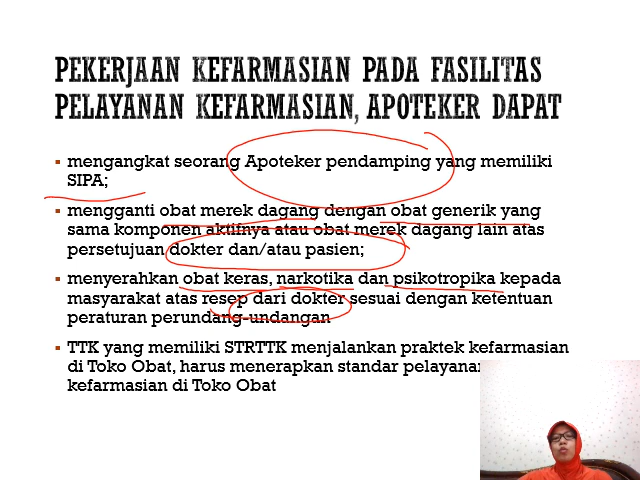 PEKERJAAN KEFARMASIAN PADA FASILITAS
PELAYANAN KEFARMASIAN, APOTEKER DAPAT
▪ mengangkat seorang Apoteker pendamping yang memiliki
SIPA;
▪ mengganti obat merek dagang dengan obat generik yang
sama komponen aktifnya atau obat merek dagang lain atas
persetujuan dokter dan/atau pasien;
▪ menyerahkan obat keras, narkotika dan psikotropika kepada
masyarakat atas resep dari dokter sesuai dengan ketentuan
peraturan perundang-undangan
▪ TTK yang memiliki STRTTK menjalankan praktek kefarmasian
di Toko Obat, harus menerapkan standar pelayanan
kefarmasian di Toko Obat